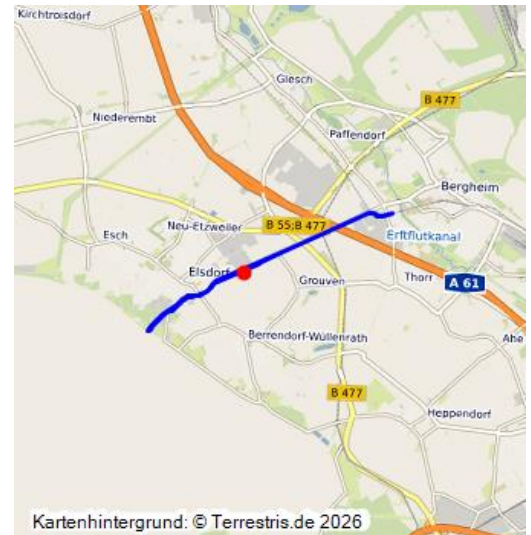 Kirchtroisdorf
Glesch
B 477
Niederembt
Paffendorf
Bergheim
Neu-Etzweiler
B 55;B 477
Esch
Erftflutkanal
Elsdorf
Grouven
Thorr
A 61
Berrendorf-Wüllenrath
Ahe
B 477
Heppendorf
Kartenhintergrund: © Terrestris.de 2026